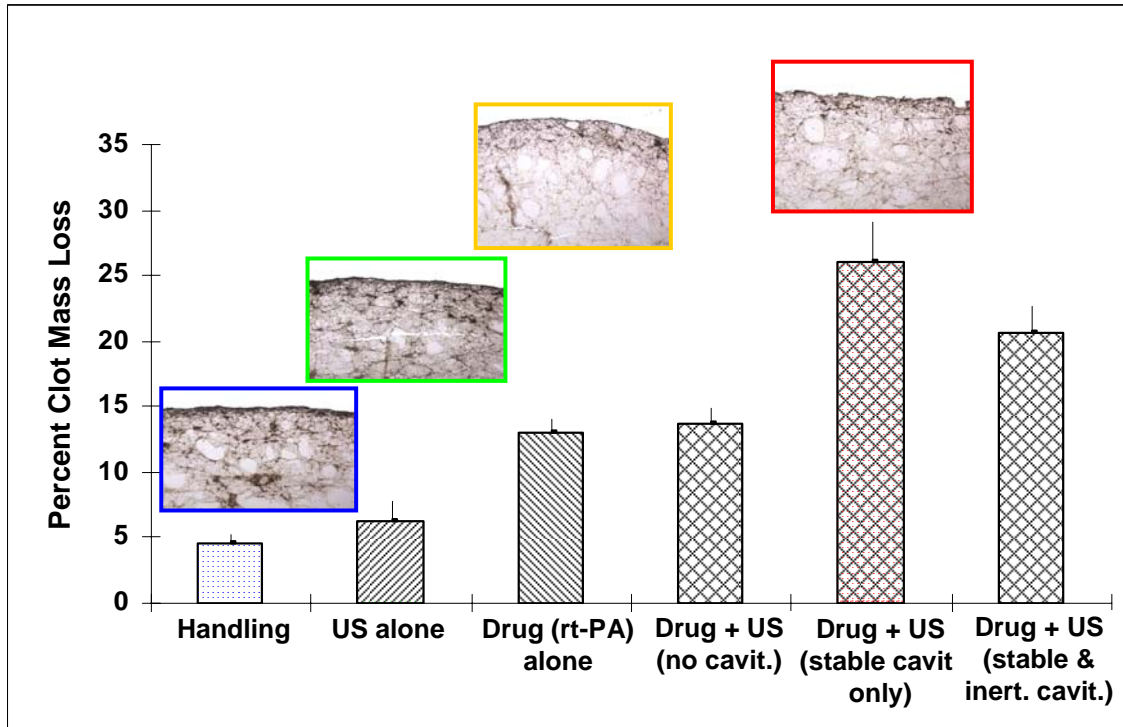 Percent Clot Mass Loss
35
30
25
20
15
10
5
0
Handling
US alone
Drug (rt-PA)
alone
Drug + US
(no cavit.)
Drug + US
(stable cavit
only)
Drug + US
(stable &
inert. cavit.)